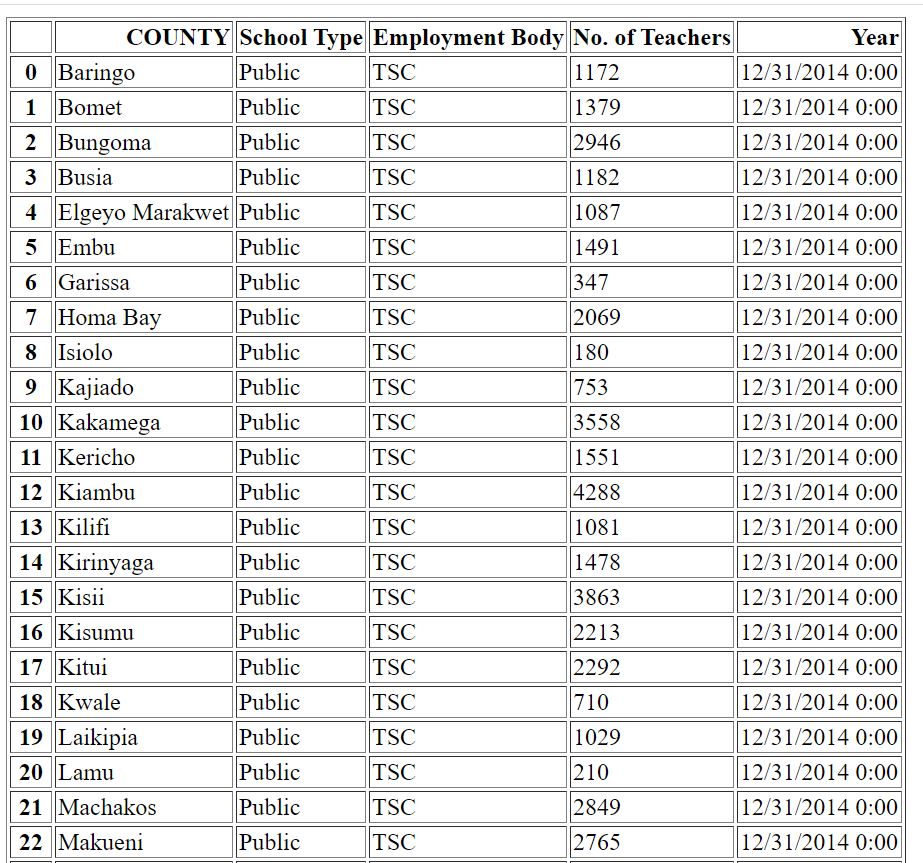 COUNTY School Type Employment Body No. of Teachers Year
0 Baringo Public TSC 1172 12/31/2014 0:00
1 Bomet Public TSC 1379 12/31/2014 0:00
2 Bungoma Public TSC 2946 12/31/2014 0:00
3 Busia Public TSC 1182 12/31/2014 0:00
4 Elgeyo Marakwet Public TSC 1087 12/31/2014 0:00
5 Embu Public TSC 1491 12/31/2014 0:00
6 Garissa Public TSC 347 12/31/2014 0:00
7 Homa Bay Public TSC 2069 12/31/2014 0:00
8 Isiolo Public TSC 180 12/31/2014 0:00
9 Kajiado Public TSC 753 12/31/2014 0:00
10 Kakamega Public TSC 3558 12/31/2014 0:00
11 Kericho Public TSC 1551 12/31/2014 0:00
12 Kiambu Public TSC 4288 12/31/2014 0:00
13 Kilifi Public TSC 1081 12/31/2014 0:00
14 Kirinyaga Public TSC 1478 12/31/2014 0:00
15 Kisii Public TSC 3863 12/31/2014 0:00
16 Kisumu Public TSC 2213 12/31/2014 0:00
17 Kitui Public TSC 2292 12/31/2014 0:00
18 Kwale Public TSC 710 12/31/2014 0:00
19 Laikipia Public TSC 1029 12/31/2014 0:00
20 Lamu Public TSC 210 12/31/2014 0:00
21 Machakos Public TSC 2849 12/31/2014 0:00
22 Makueni Public TSC 2765 12/31/2014 0:00